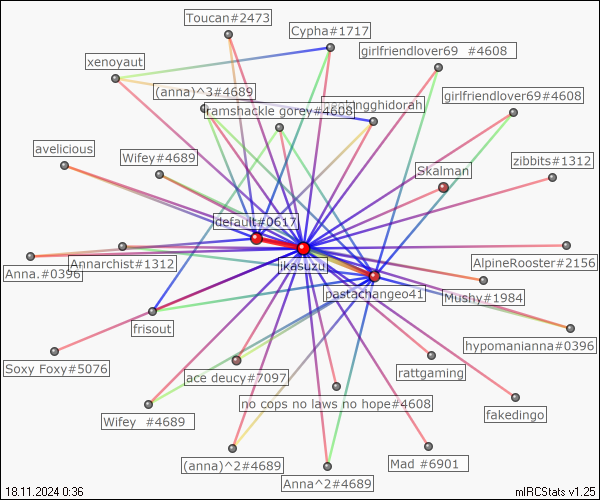 Toucan#2473
Cypha#1717
girlfriendlover69 #4608
xenoyaut
(anna)^3#4689
ramshackle gorey#4608
girlfriendlover69#4608
avelicious
Wifey#4689
Skalman
zibbits#1312
default#0617
Anna.#0396
Annarchist#1312
ikasuzu
AlpineRooster#2156
pastachangeo41
Mushy#1984
frisout
hypomanianna#0396
Soxy Foxy#5076
ace deucy#7097
rattgaming
no cops no laws no hope#4608
Wifey #4689
fakedingo
(anna)^2#4689
Anna^2#4689
Mad #6901
18.11.2024 0:36
mIRCStats v1.25